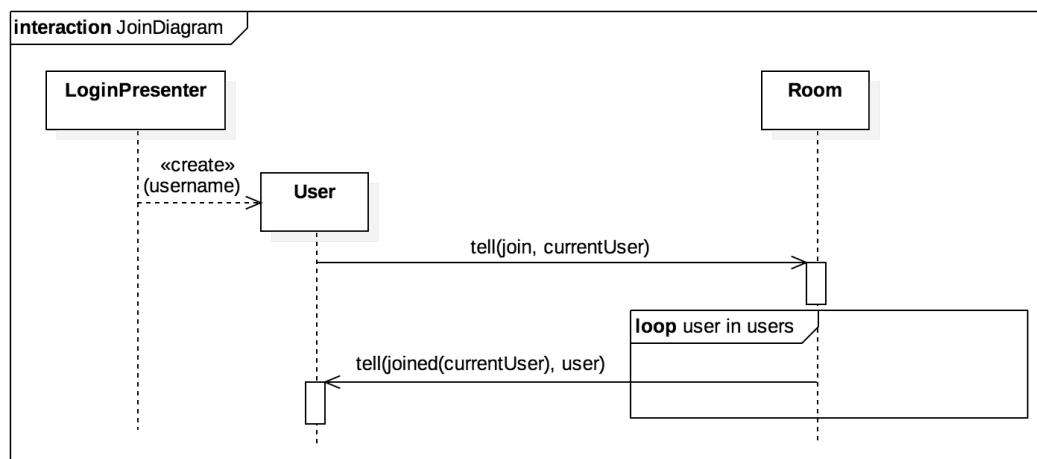 interaction JoinDiagram
LoginPresenter
Room
«create»
(username)
User
tell(join, currentUser)
loop user in users
tell(joined(currentUser), user)